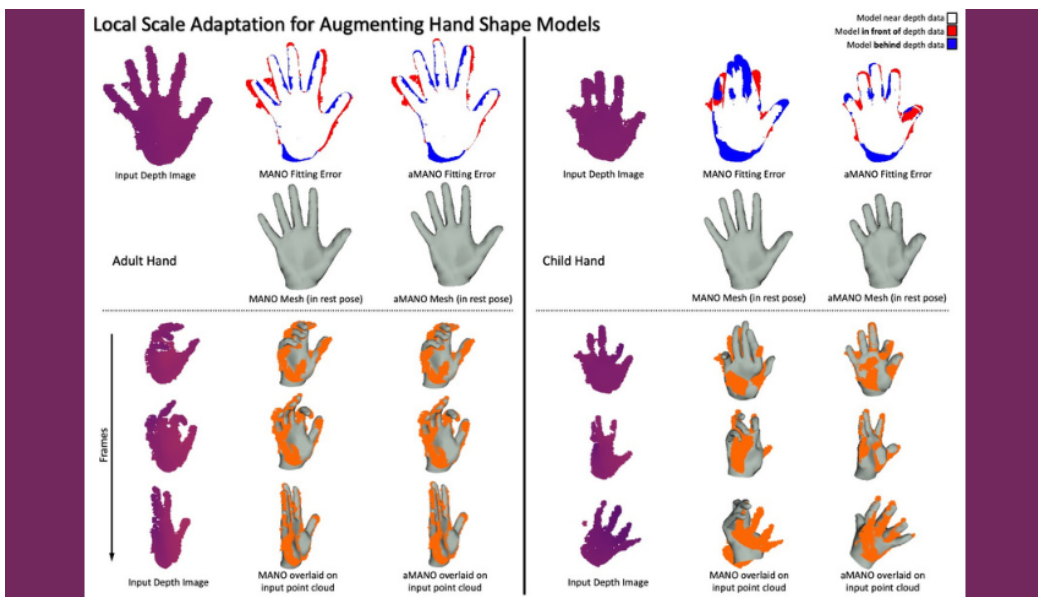 Local Scale Adaptation for Augmenting Hand Shape Models
Model near depth data
Model in front of depth data
Model behind depth data
Input Depth Image
MANO Fitting Error
aMANO Fitting Error
Adult Hand
MANO Mesh (in rest pose)
aMANO Mesh (in rest pose)
Frames
Input Depth Image
MANO overlaid on
input point cloud
aMANO overlaid on
input point cloud
Input Depth Image
MANO Fitting Error
aMANO Fitting Error
Child Hand
MANO Mesh (in rest pose)
aMANO Mesh (in rest pose)
Input Depth Image
MANO overlaid on
input point cloud
aMANO overlaid on
input point cloud